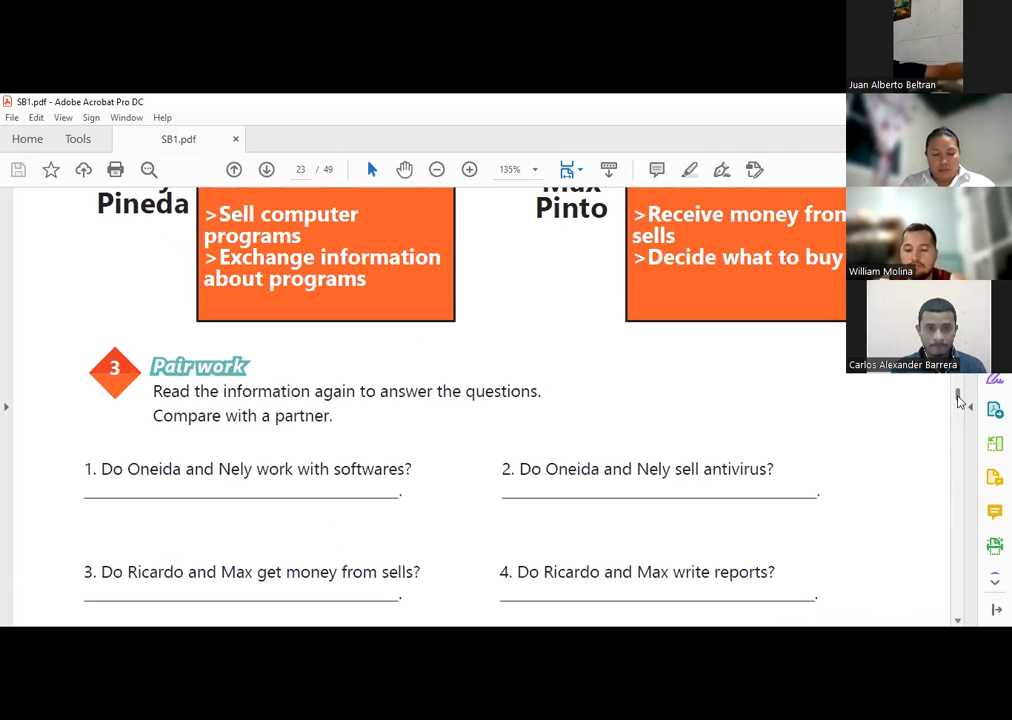 Juan Alberto Beltran
SB1.pdf - Adobe Acrobat Pro DC
File Edit View Sign Window Help
Home Tools SB1.pdf ×
23 / 49 135%
Pineda
>Sell computer
programs
>Exchange information
about programs
Max
Pinto
>Receive money from
sells
>Decide what to buy
William Molina
Carlos Alexander Barrera
3 Pair work
Read the information again to answer the questions.
Compare with a partner.
1. Do Oneida and Nely work with softwares?
2. Do Oneida and Nely sell antivirus?
3. Do Ricardo and Max get money from sells?
4. Do Ricardo and Max write reports?